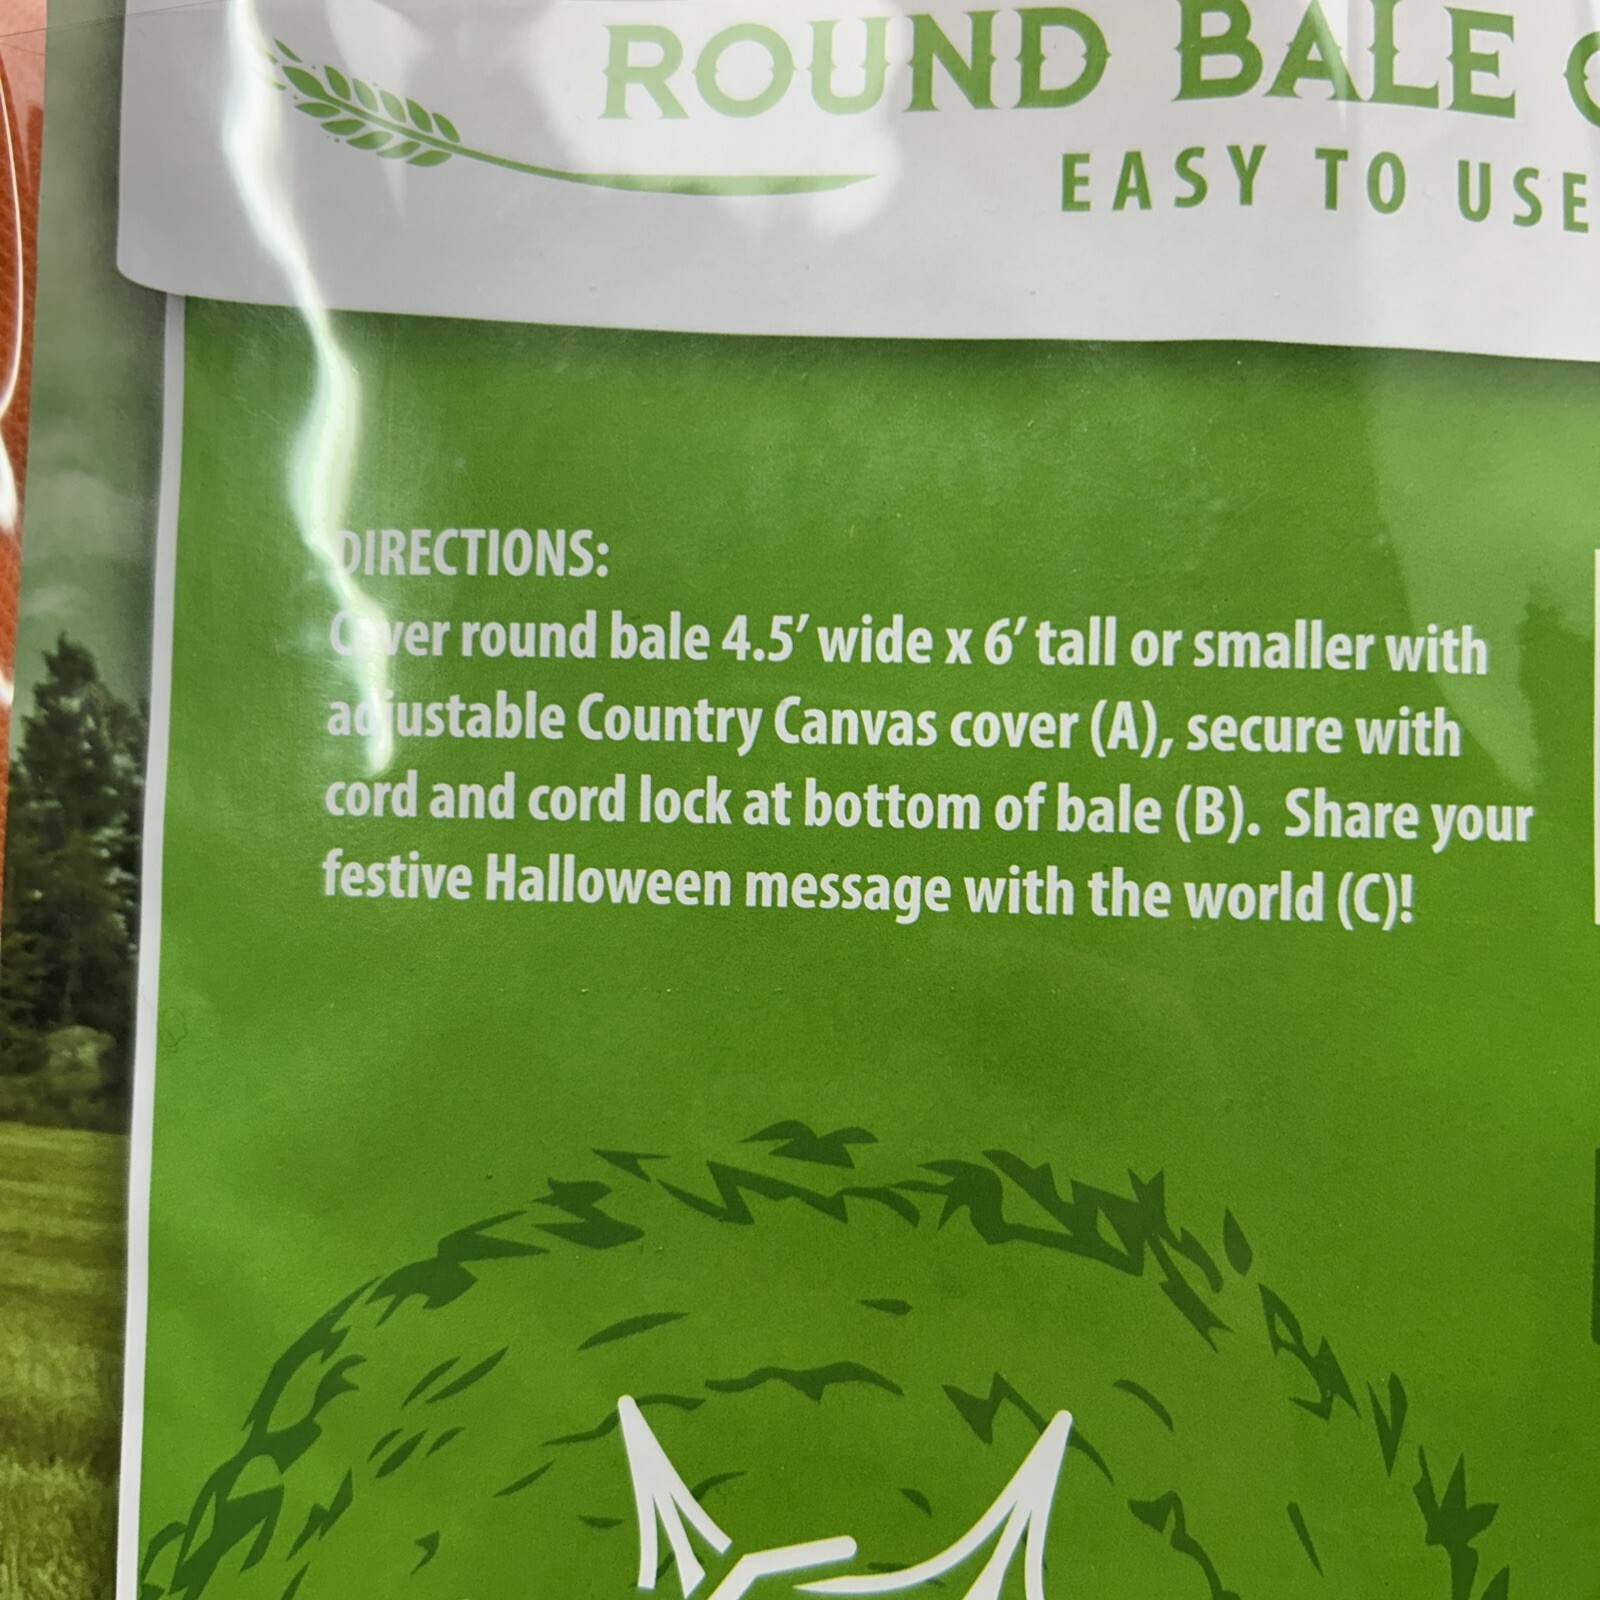 ROUND BALE
EASY TO USE
DIRECTIONS:
Cover round bale 4.5' wide x 6' tall or smaller with
adjustable Country Canvas cover (A), secure with
cord and cord lock at bottom of bale (B). Share your
festive Halloween message with the world (C)!